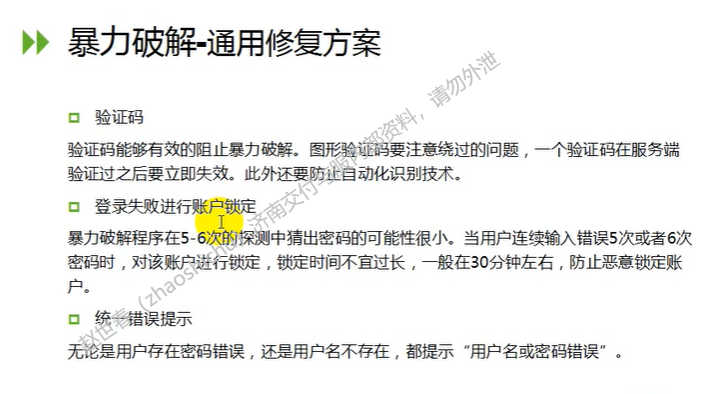 暴力破解-通用修复方案
验证码
验证码能够有效的阻止暴力破解。图形验证码要注意绕过的问题，一个验证码在服务端
验证过之后要立即失效。此外还要防止自动化识别技术。
登录失败进行账户锁定
暴力破解程序在5-6次的探测中猜出密码的可能性很小。当用户连续输入错误5次或者6次
密码时，对该账户进行锁定，锁定时间不宜过长，一般在30分钟左右，防止恶意锁定账
户。
统一错误提示
无论是用户存在密码错误，还是用户名不存在，都提示“用户名或密码错误”。
济南交付与服内部资料，请勿外泄